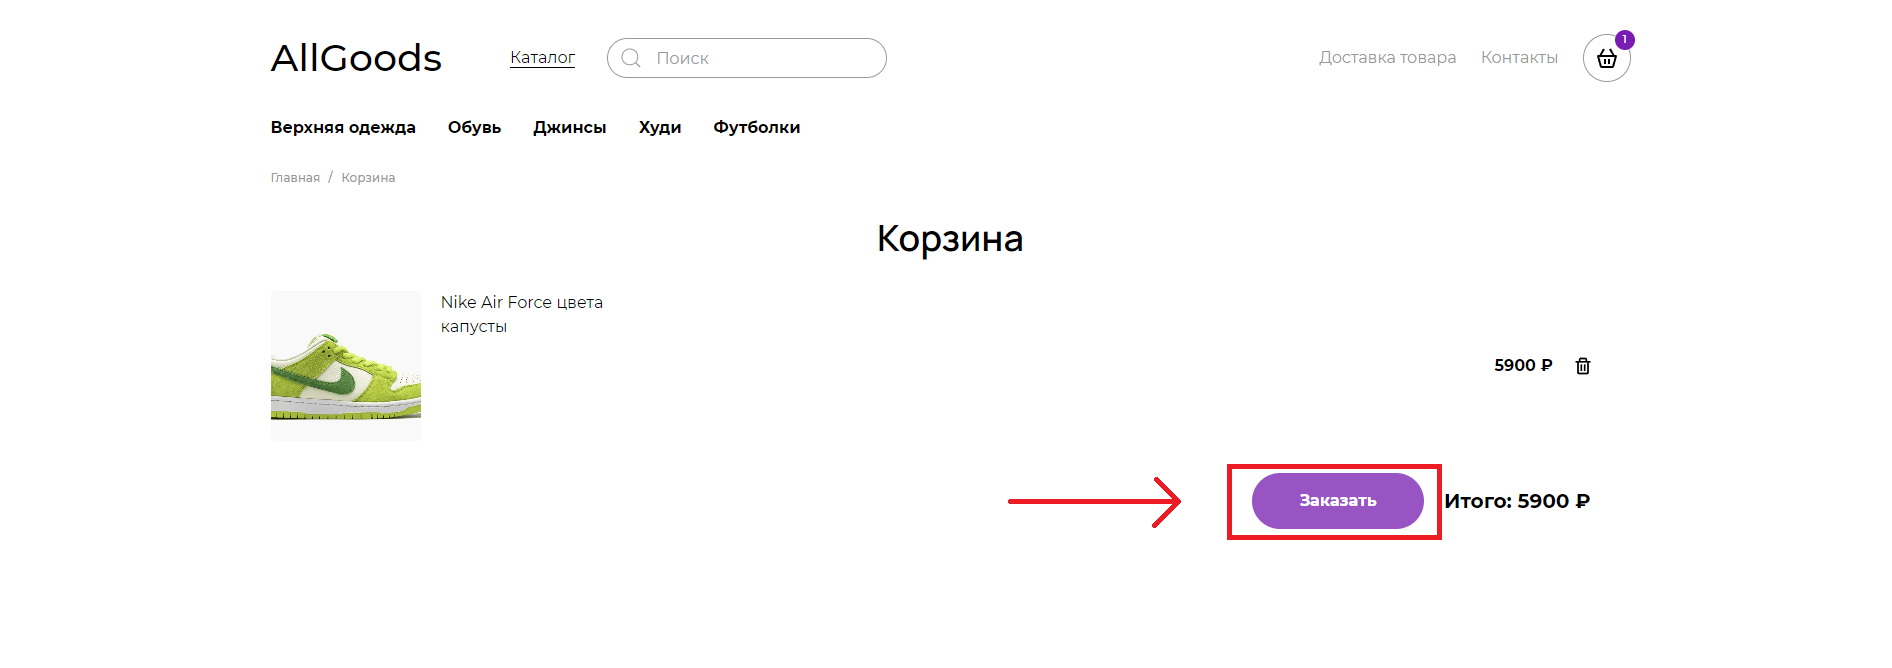 AllGoods
Каталог
Поиск
Доставка товара
Контакты
1
Верхняя одежда
Обувь
Джинсы
Худи
Футболки
Главная / Корзина
Корзина
Nike Air Force цвета
капусты
5900 ₽
Заказать
Итого: 5900 ₽